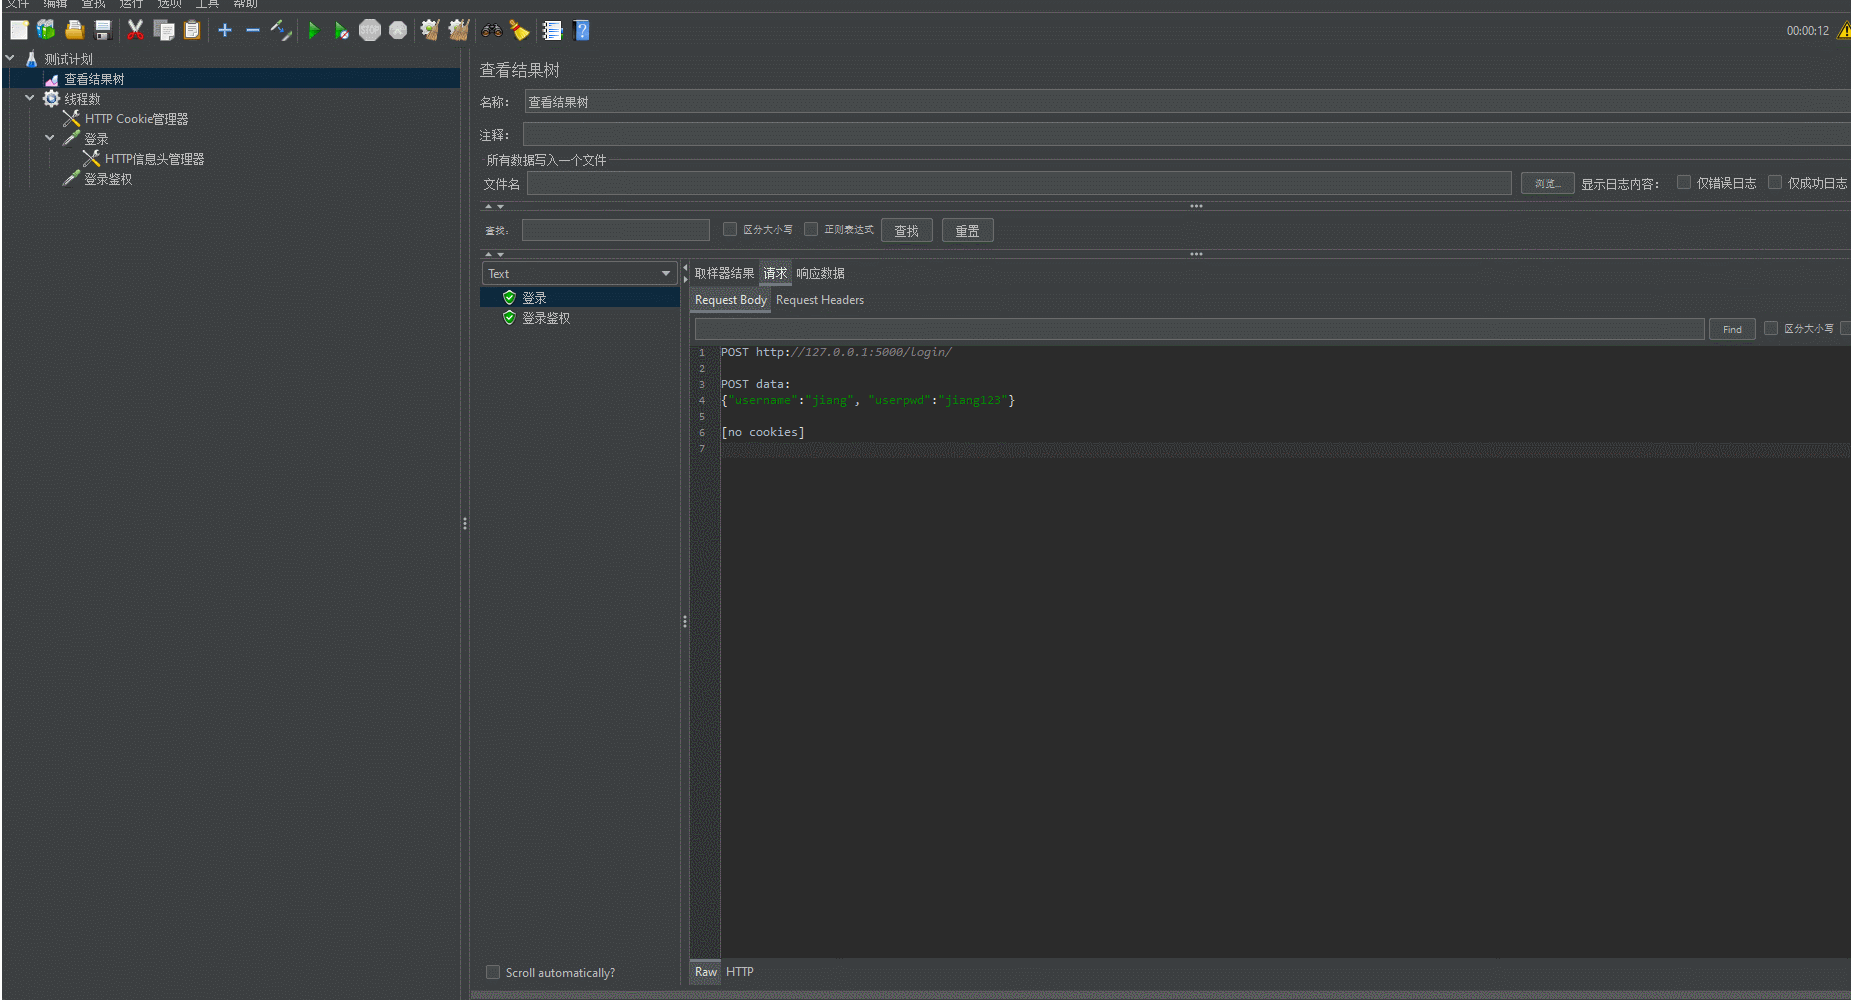 文件 编辑 查找 运行 选项 工具 帮助
STOP
00:00:12
测试计划
查看结果树
线程数
HTTP Cookie管理器
登录
HTTP信息头管理器
登录鉴权
查看结果树
名称： 查看结果树
注释：
所有数据写入一个文件
文件名 浏览... 显示日志内容： 仅错误日志 仅成功日志
查找： 区分大小写 正则表达式 查找 重置
Text
登录
登录鉴权
Scroll automatically?
取样器结果 请求 响应数据
Request Body Request Headers
Find 区分大小写
1 POST http://127.0.0.1:5000/login/
2
3 POST data:
4 {"username":"jiang", "userpwd":"jiang123"}
5
6 [no cookies]
7
Raw HTTP